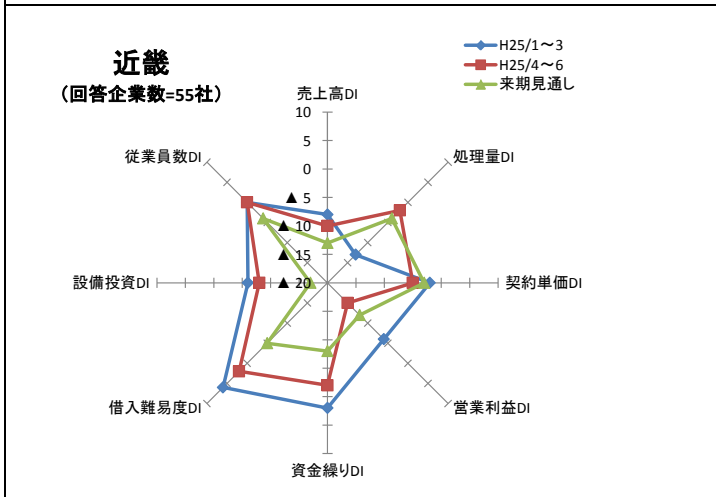 近畿
（回答企業数=55社）
H25/1～3
H25/4～6
来期見通し
売上高DI
処理量DI
契約単価DI
営業利益DI
資金繰りDI
借入難易度DI
設備投資DI
従業員数DI
10
5
0
▲ 5
▲ 10
▲ 15
▲ 20